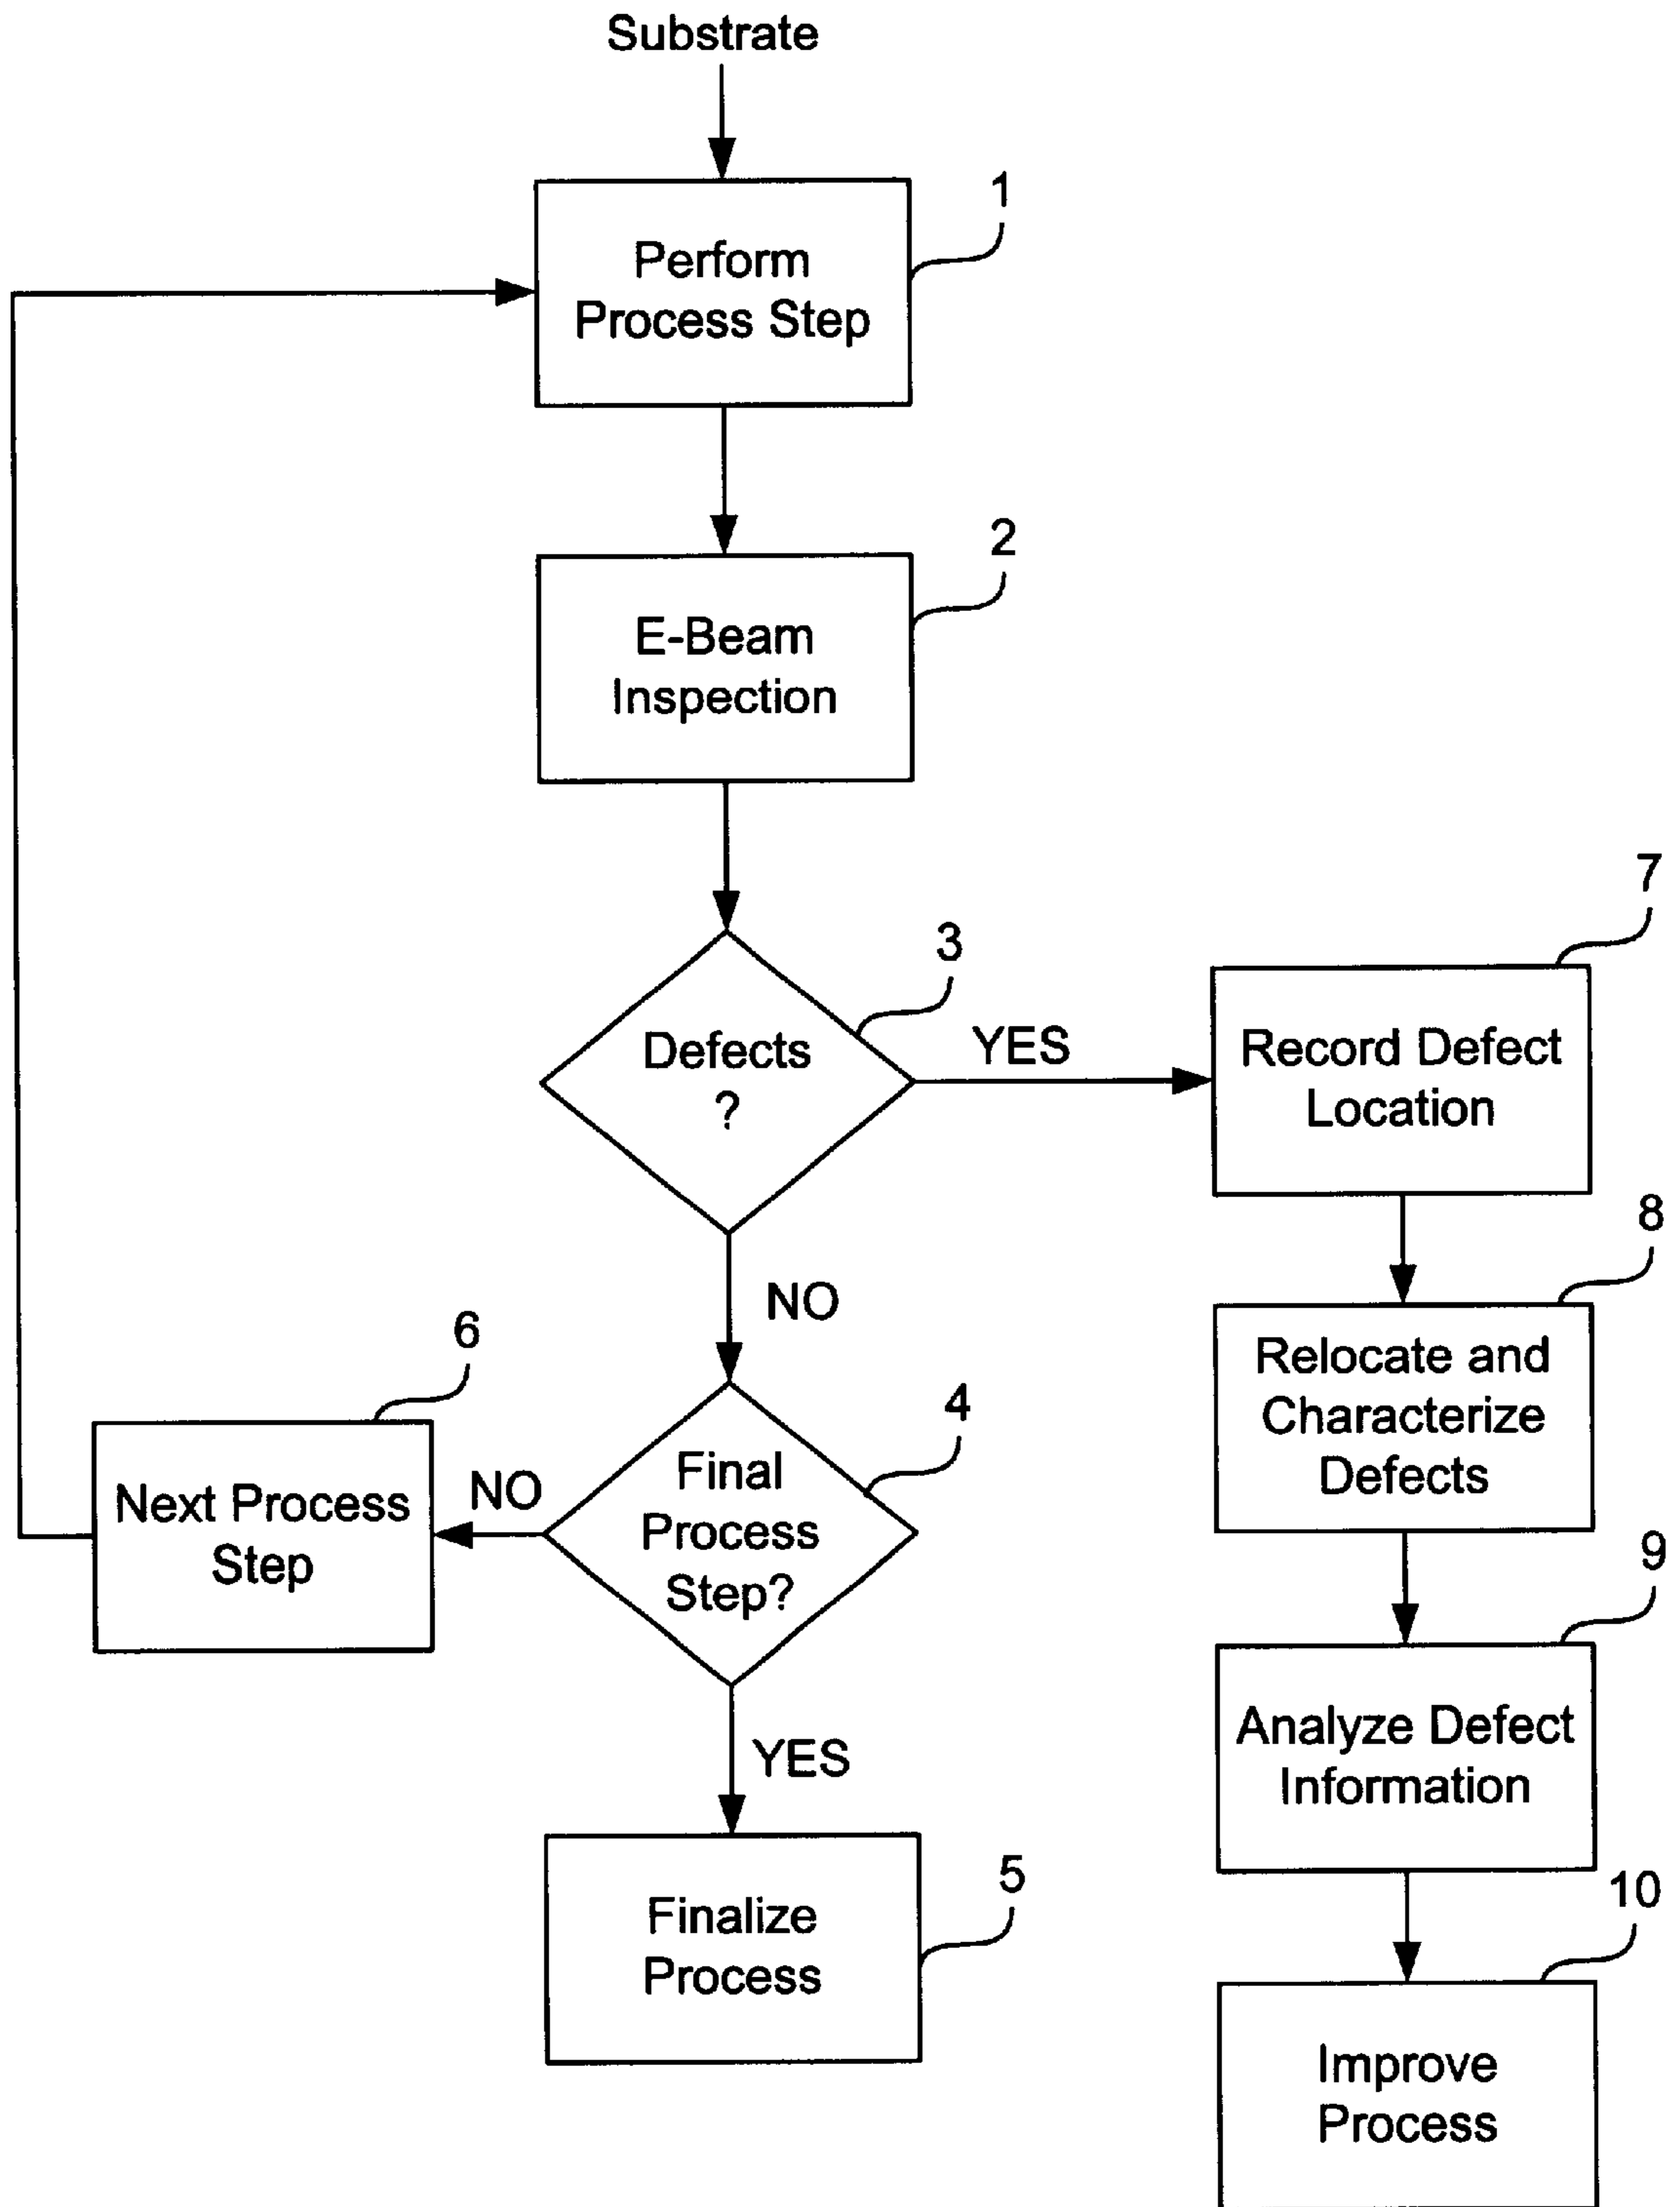 Substrate
1
Perform
Process Step
2
E-Beam
Inspection
3
Defects
?
YES
7
Record Defect
Location
NO
8
Relocate and
Characterize
Defects
6
Next Process
Step
NO
4
Final
Process
Step?
9
Analyze Defect
Information
YES
5
Finalize
Process
10
Improve
Process